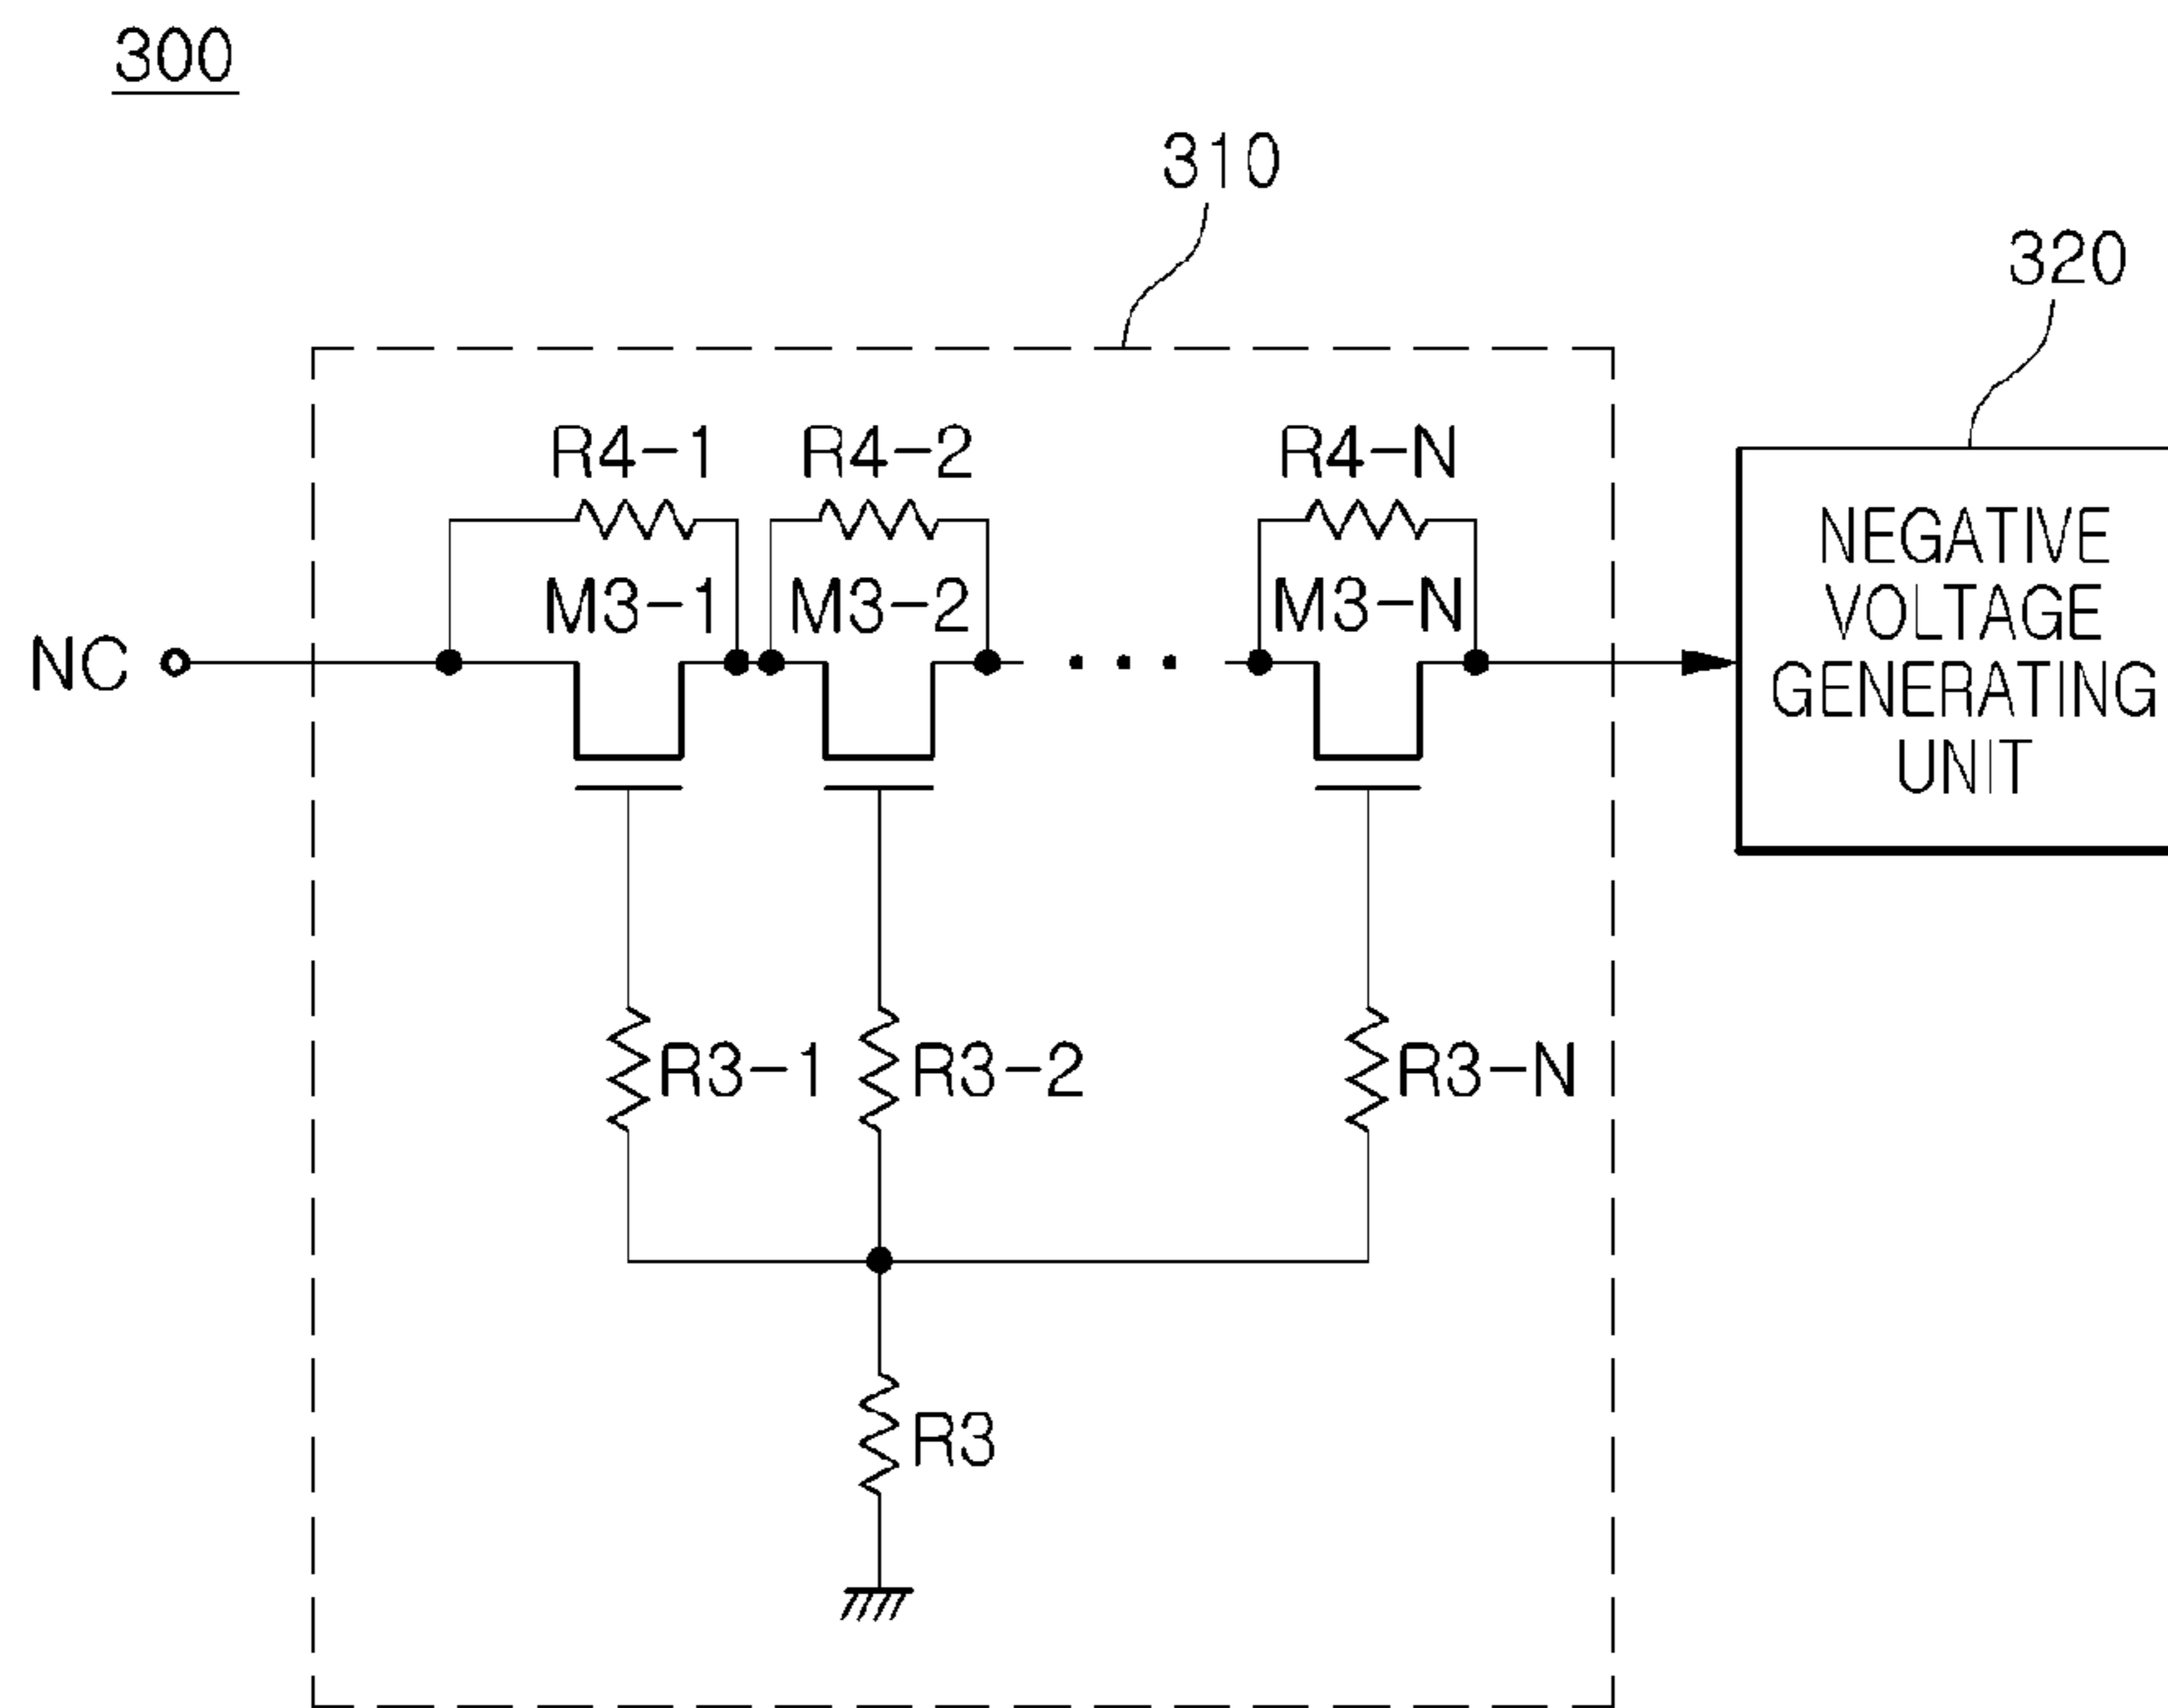 300
310
320
R4-1
R4-2
R4-N
M3-1
M3-2
M3-N
NC
NEGATIVE
VOLTAGE
GENERATING
UNIT
R3-1
R3-2
R3-N
R3